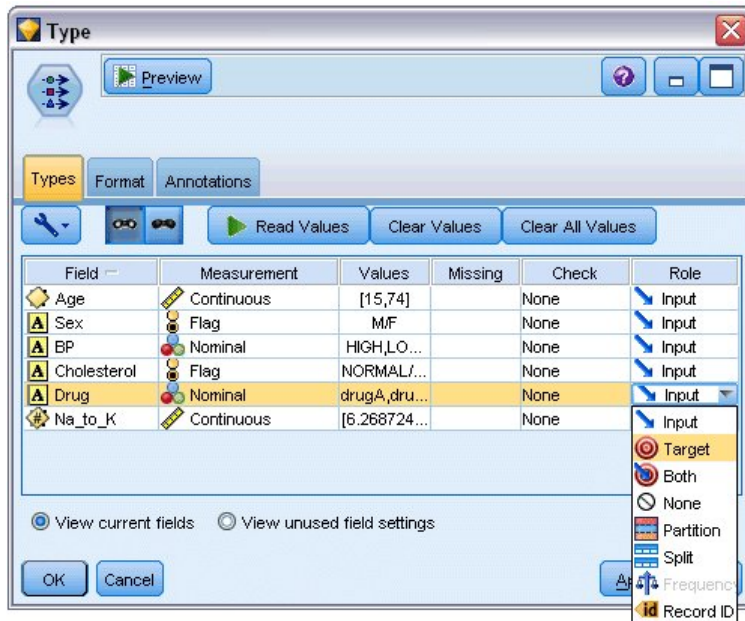 Type
Preview
Types Format Annotations
Read Values Clear Values Clear All Values
Field Measurement Values Missing Check Role
Age Continuous [15,74] None Input
A Sex Flag M/F None Input
A BP Nominal HIGH,LO... None Input
A Cholesterol Flag NORMAL/... None Input
A Drug Nominal drugA,dru... None Input
# Na_to_K Continuous [6.268724... None
Input
Target
Both
None
Partition
Split
Frequency
id Record ID
View current fields View unused field settings
OK Cancel